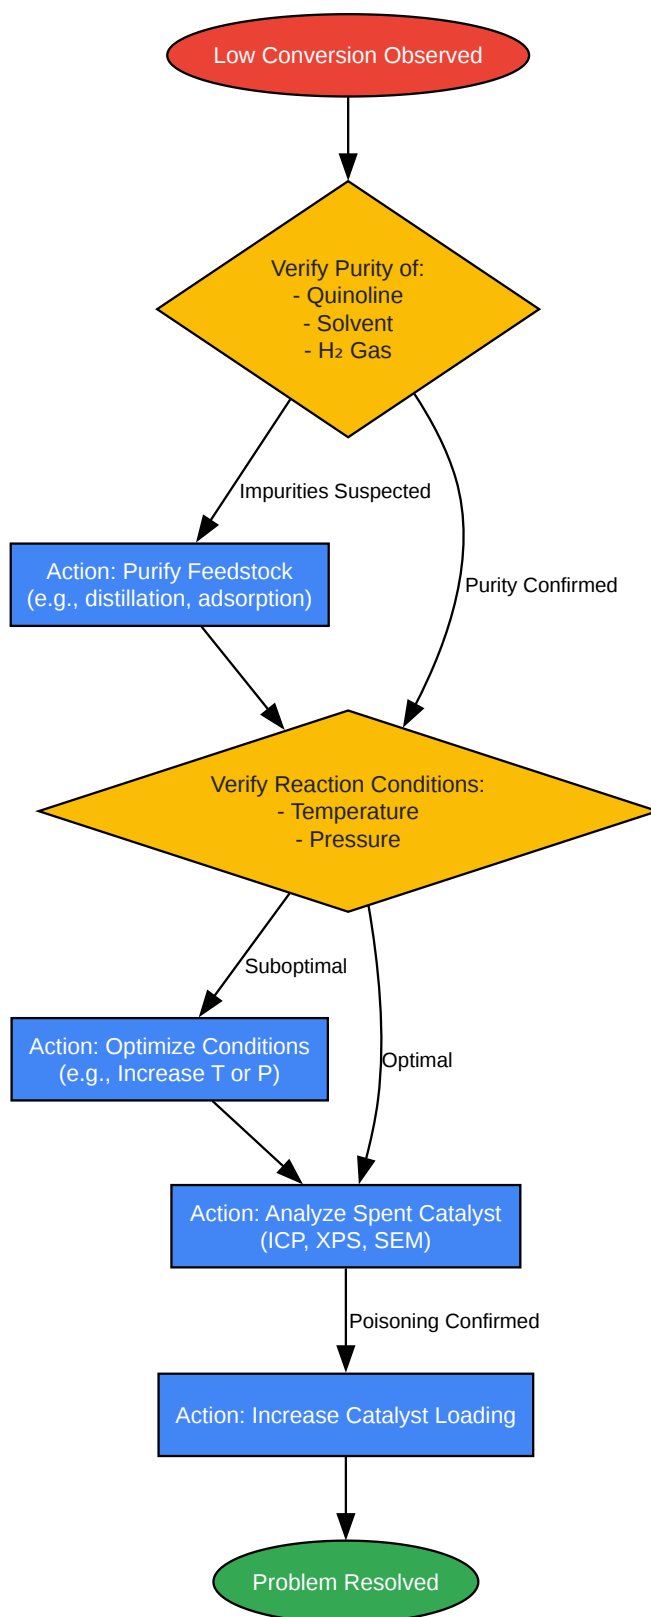 Low Conversion Observed
Verify Purity of:
- Quinoline
- Solvent
- H₂ Gas
Impurities Suspected
Action: Purify Feedstock
(e.g., distillation, adsorption)
Purity Confirmed
Verify Reaction Conditions:
- Temperature
- Pressure
Suboptimal
Action: Optimize Conditions
(e.g., Increase T or P)
Optimal
Action: Analyze Spent Catalyst
(ICP, XPS, SEM)
Poisoning Confirmed
Action: Increase Catalyst Loading
Problem Resolved